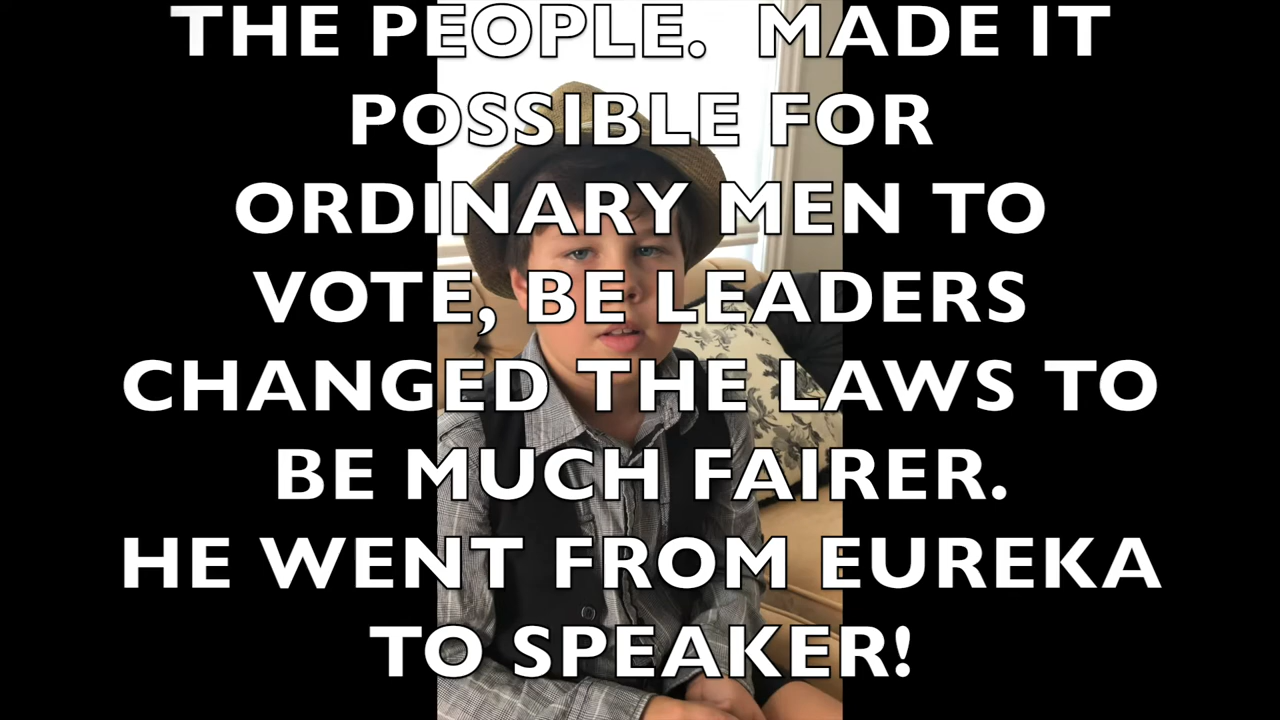 THE PEOPLE. MADE IT
POSSIBLE FOR
ORDINARY MEN TO
VOTE, BE LEADERS
CHANGED THE LAWS TO
BE MUCH FAIRER.
HE WENT FROM EUREKA
TO SPEAKER!